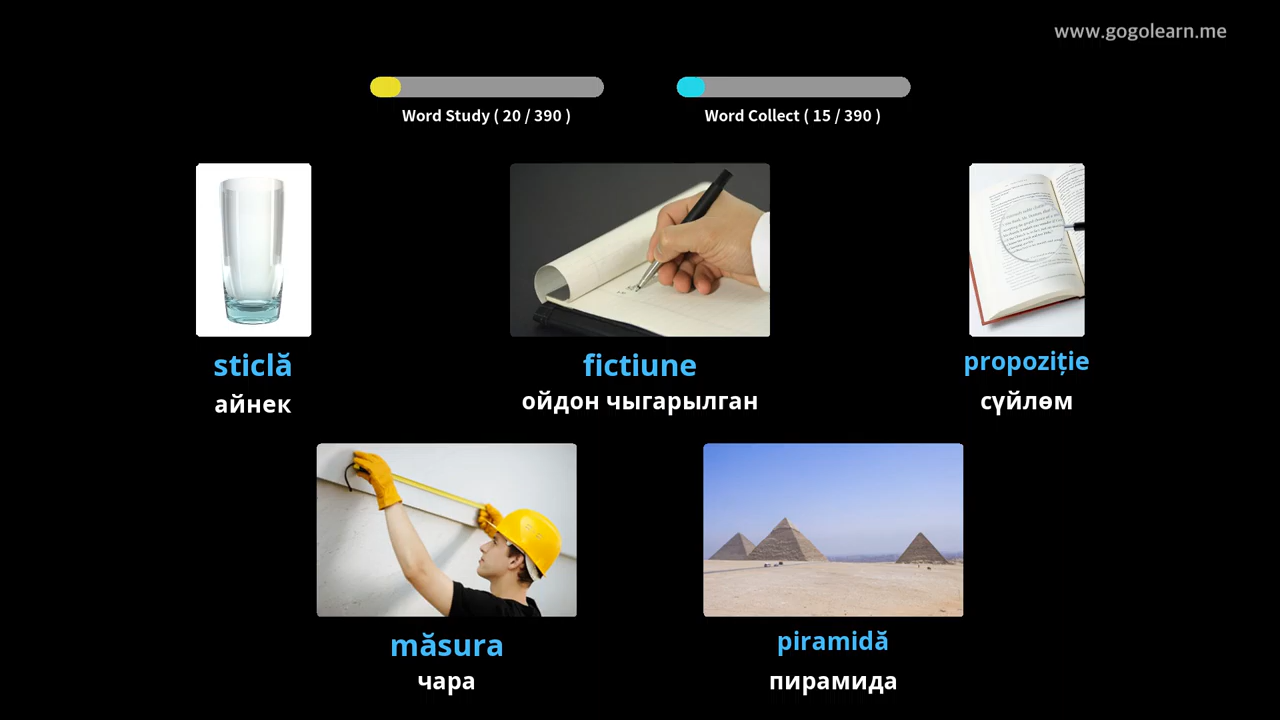 www.gogolearn.me
Word Study ( 20 / 390 )
Word Collect ( 15 / 390 )
sticlă
айнек
fictiune
ойдон чыгарылган
propoziție
сүйлөм
măsura
чара
piramidă
пирамида